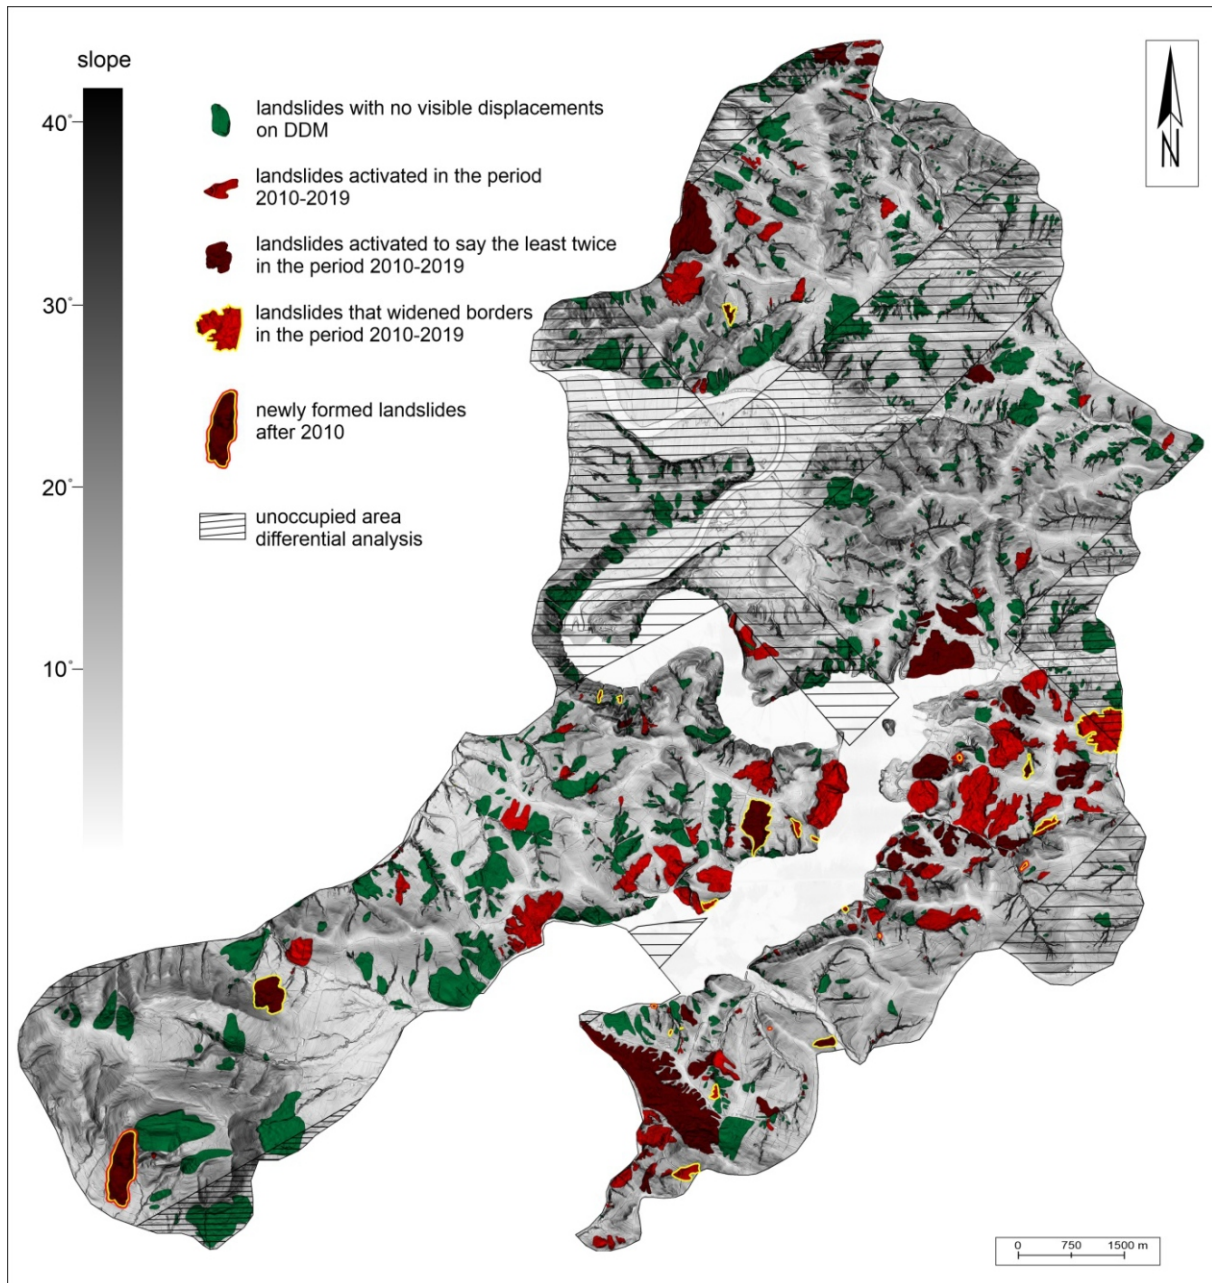 slope
40°
30°
20°
10°
landslides with no visible displacements
on DDM
landslides activated in the period
2010-2019
landslides activated to say the least twice
in the period 2010-2019
landslides that widened borders
in the period 2010-2019
newly formed landslides
after 2010
unoccupied area
differential analysis
N
0 750 1500 m